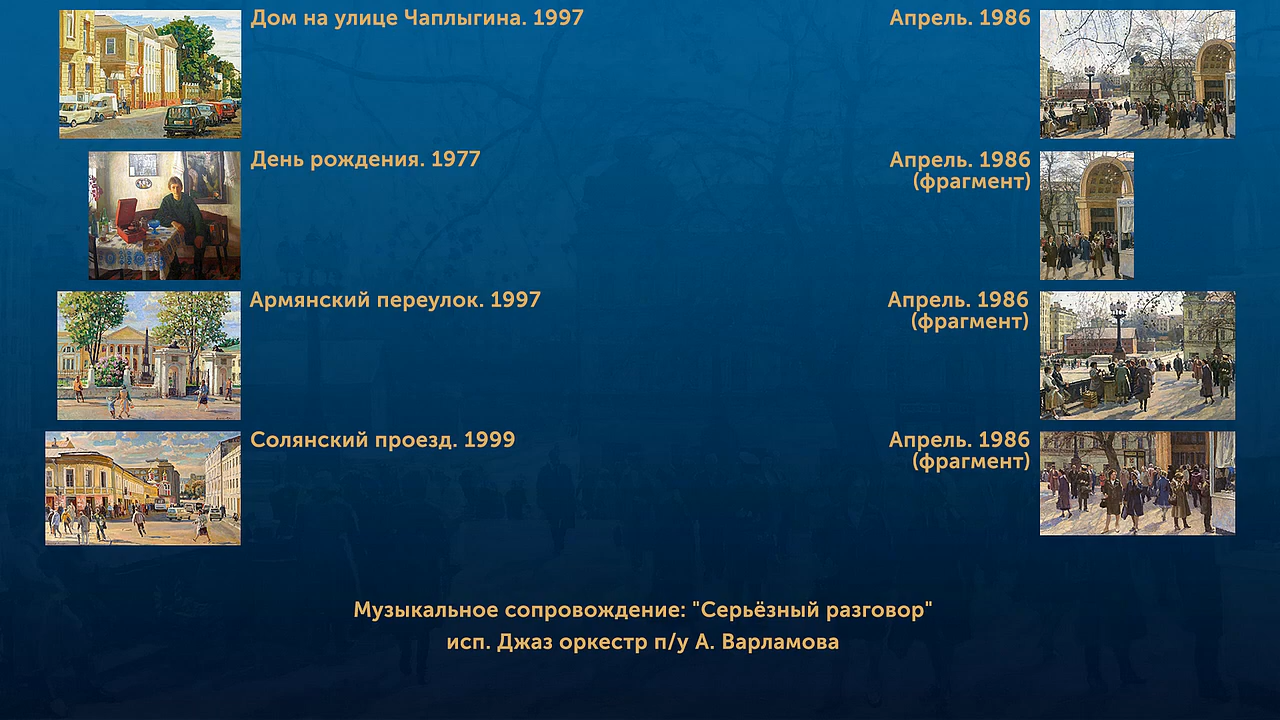 Дом на улице Чаплыгина. 1997
День рождения. 1977
Армянский переулок. 1997
Солянский проезд. 1999
Апрель. 1986
Апрель. 1986
(фрагмент)
Апрель. 1986
(фрагмент)
Апрель. 1986
(фрагмент)
Музыкальное сопровождение: "Серьёзный разговор"
исп. Джаз оркестр п/у А. Варламова